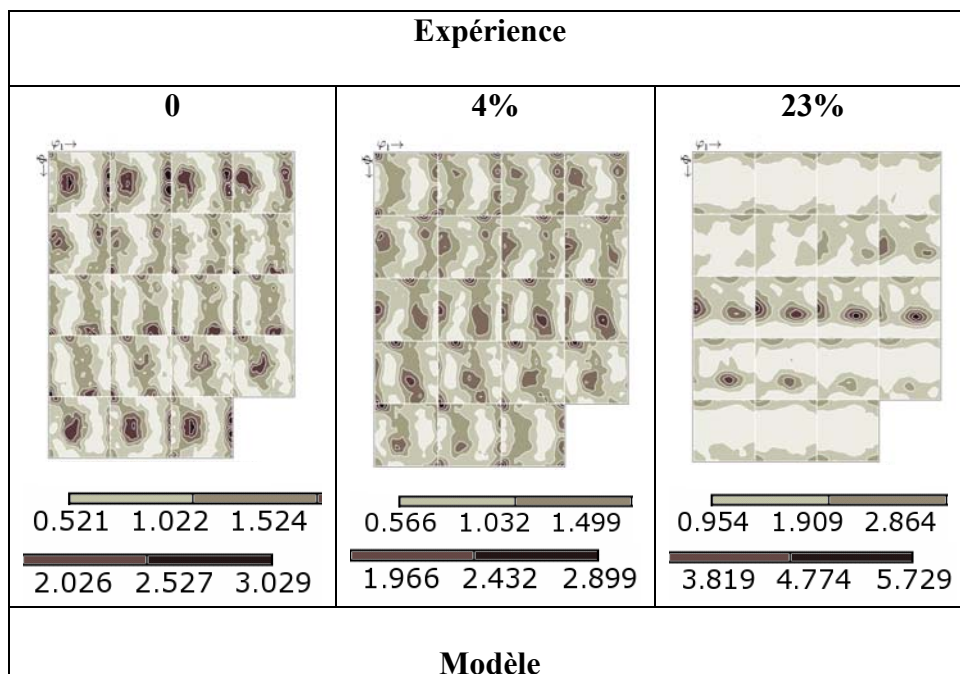 Expérience
0 4% 23%
φ₁→ φ₁→ φ₁→
0.521 1.022 1.524 0.566 1.032 1.499 0.954 1.909 2.864
2.026 2.527 3.029 1.966 2.432 2.899 3.819 4.774 5.729
Modèle